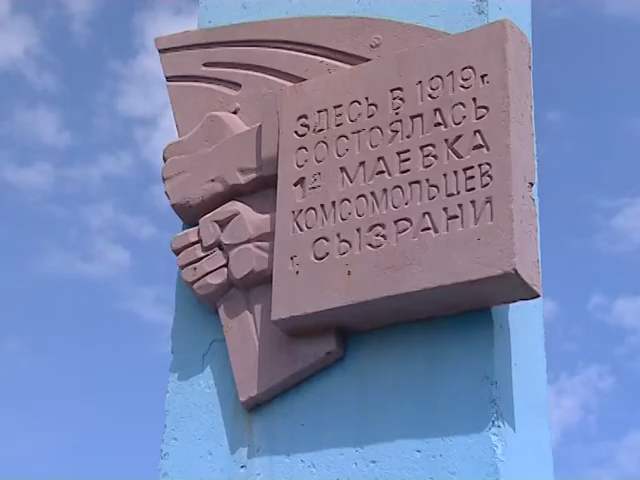 ЗДЕСЬ В 1919 г.
СОСТОЯЛАСЬ
1я МАЕВКА
КОМСОМОЛЬЦЕВ
г. СЫЗРАНИ